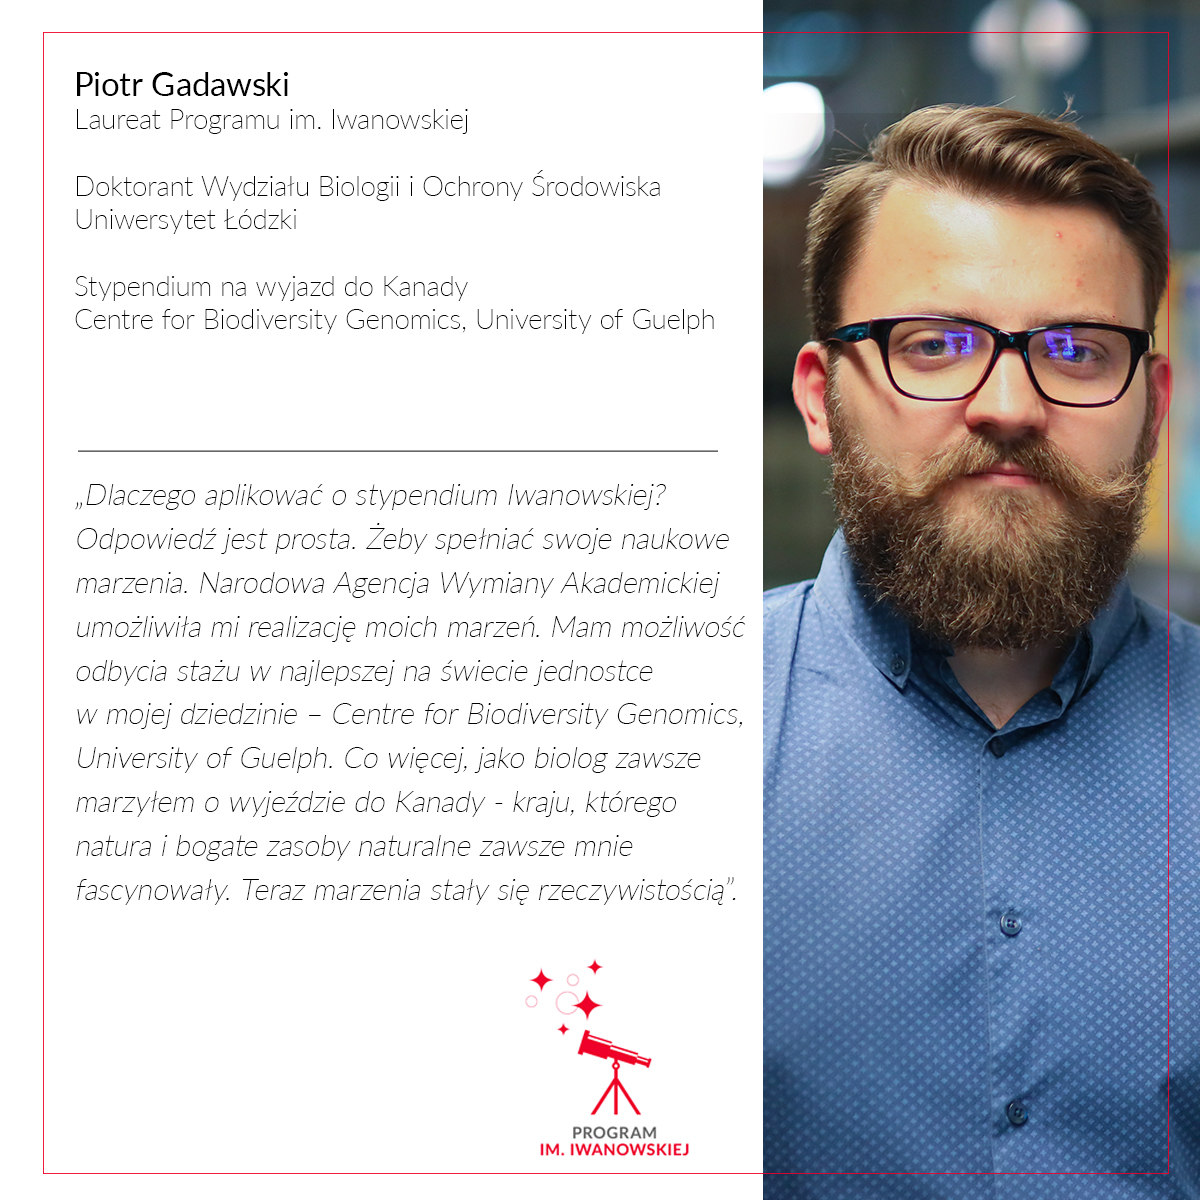 Piotr Gadawski
Laureat Programu im. Iwanowskiej
Doktorant Wydziału Biologii i Ochrony Środowiska
Uniwersytet Łódzki
Stypendium na wyjazd do Kanady
Centre for Biodiversity Genomics, University of Guelph
„Dlaczego aplikować o stypendium Iwanowskiej?
Odpowiedź jest prosta. Żeby spełniać swoje naukowe
marzenia. Narodowa Agencja Wymiany Akademickiej
umożliwiła mi realizację moich marzeń. Mam możliwość
odbycia stażu w najlepszej na świecie jednostce
w mojej dziedzinie – Centre for Biodiversity Genomics,
University of Guelph. Co więcej, jako biolog zawsze
marzyłem o wyjeździe do Kanady - kraju, którego
natura i bogate zasoby naturalne zawsze mnie
fascynowały. Teraz marzenia stały się rzeczywistością”.
PROGRAM
IM. IWANOWSKIEJ